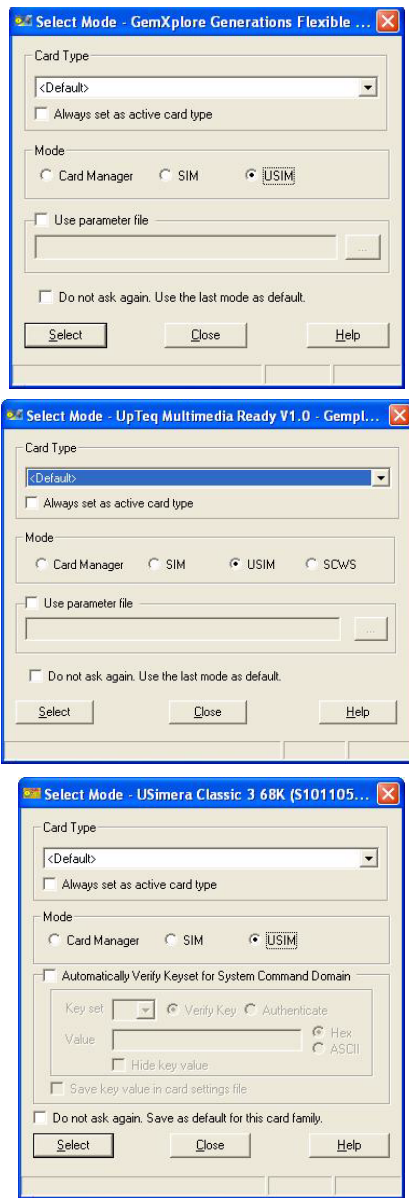 Select Mode - GemXplore Generations Flexible ...
Card Type
<Default>
Always set as active card type
Mode
Card Manager SIM USIM
Use parameter file
...
Do not ask again. Use the last mode as default.
Select Close Help
Select Mode - UpTeq Multimedia Ready V1.0 - Gempl...
Card Type
<Default>
Always set as active card type
Mode
Card Manager SIM USIM SCWS
Use parameter file
...
Do not ask again. Use the last mode as default.
Select Close Help
Select Mode - USimera Classic 3 68K (S101105...
Card Type
<Default>
Always set as active card type
Mode
Card Manager SIM USIM
Automatically Verify Keyset for System Command Domain
Key set Verify Key Authenticate
Value Hex
ASCII
Hide key value
Save key value in card settings file
Do not ask again. Save as default for this card family.
Select Close Help